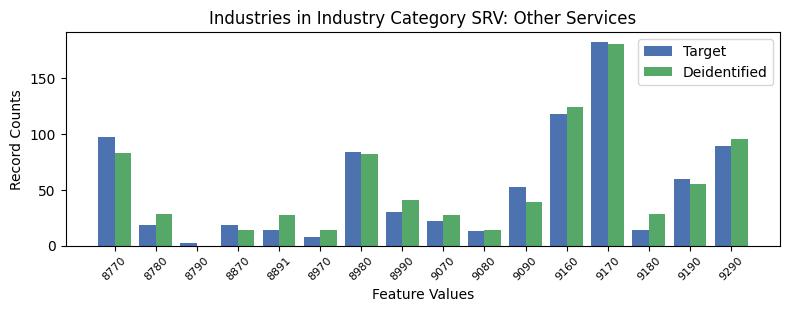 Industries in Industry Category SRV: Other Services
Record Counts
150
100
50
0
Target
Deidentified
8770 8780 8790 8870 8891 8970 8980 8990 9070 9080 9090 9160 9170 9180 9190 9290
Feature Values